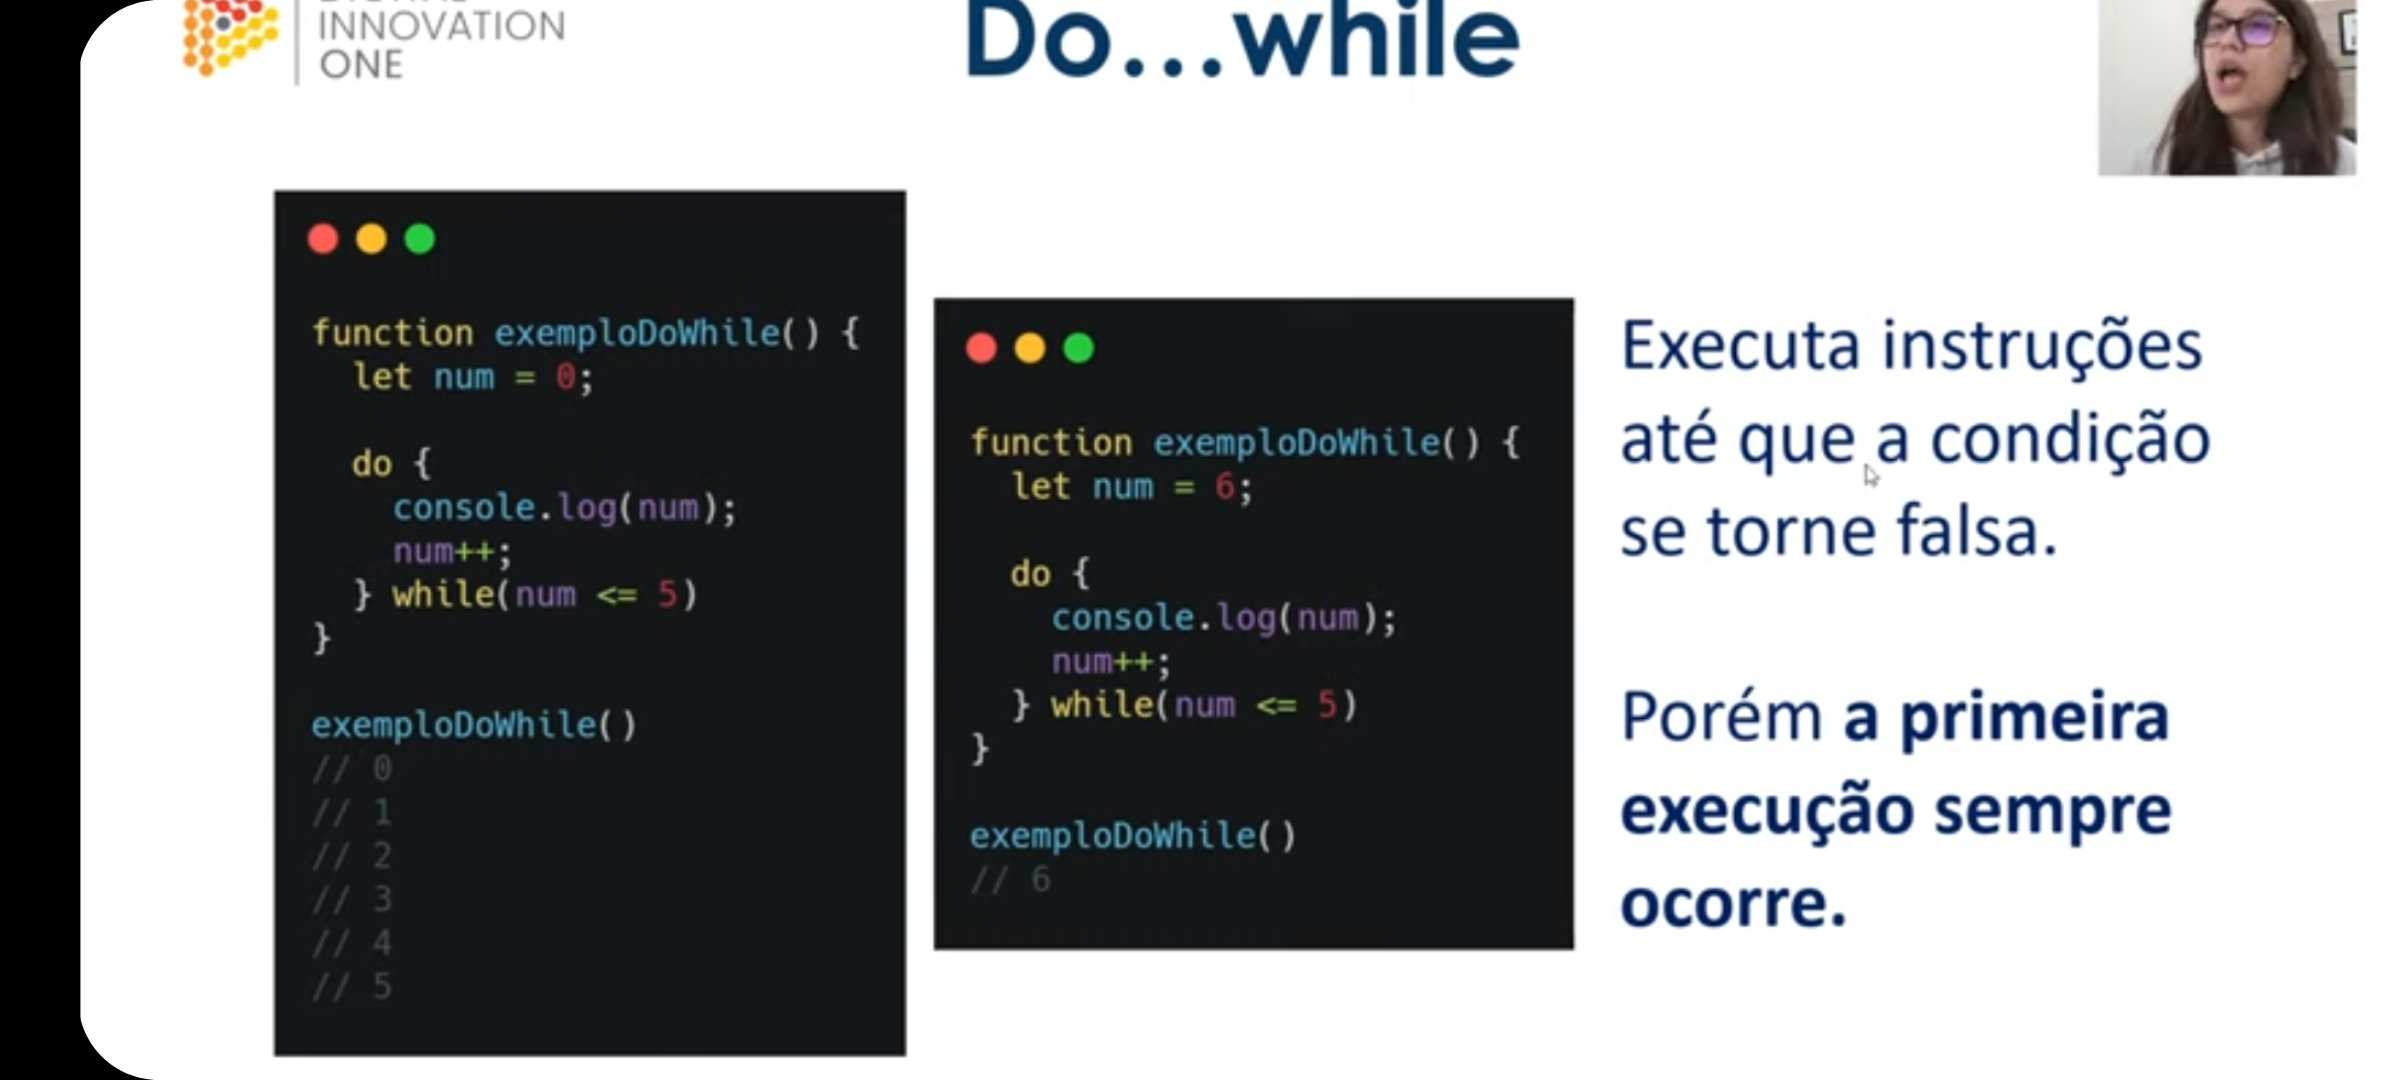 INNOVATION
ONE
Do...while
function exemploDoWhile() {
let num = 0;
do {
console.log(num);
num++;
} while(num <= 5)
}
exemploDoWhile()
// 0
// 1
// 2
// 3
// 4
// 5
function exemploDoWhile() {
let num = 6;
do {
console.log(num);
num++;
} while(num <= 5)
}
exemploDoWhile()
// 6
Executa instruções
até que a condição
se torne falsa.
Porém a primeira
execução sempre
ocorre.